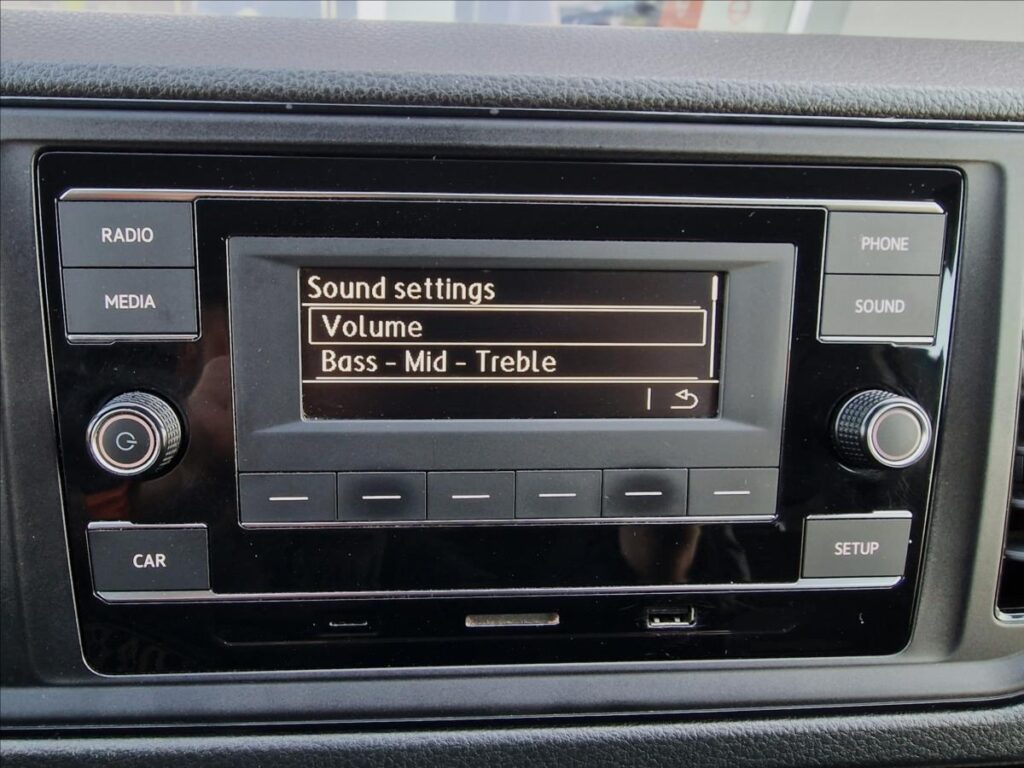 RADIO
MEDIA
Sound settings
Volume
Bass - Mid - Treble
PHONE
SOUND
CAR
SETUP